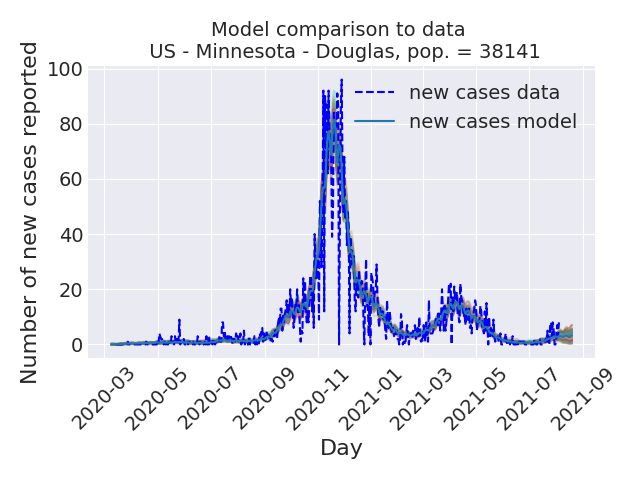 Model comparison to data
US - Minnesota - Douglas, pop. = 38141
Number of new cases reported
100
80
60
40
20
0
new cases data
new cases model
2020-03
2020-05
2020-07
2020-09
2020-11
2021-01
2021-03
2021-05
2021-07
2021-09
Day